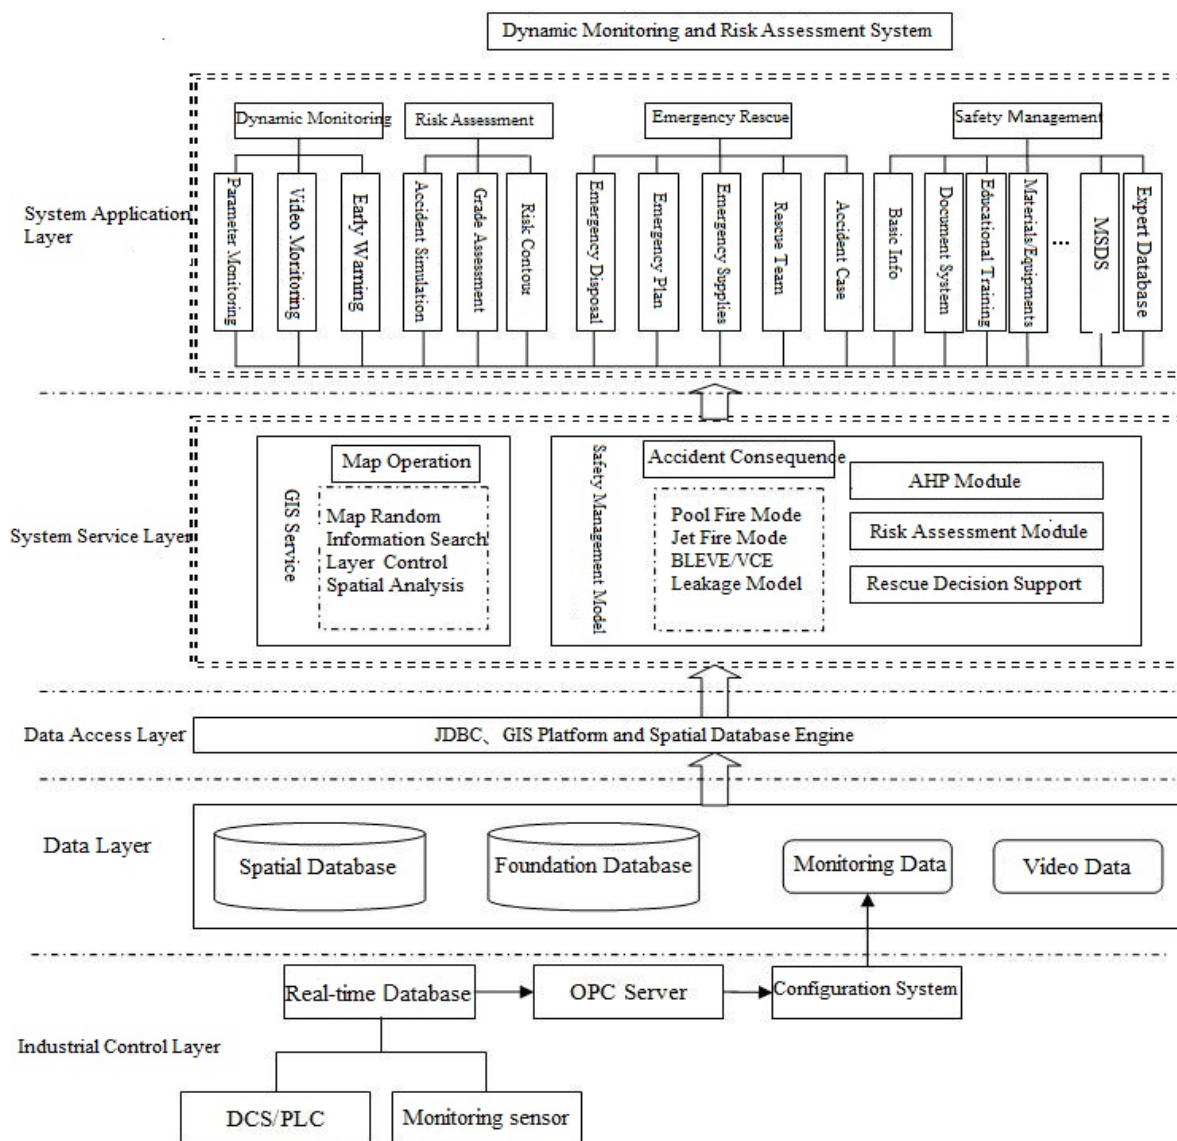 Dynamic Monitoring and Risk Assessment System
Dynamic Monitoring
Risk Assessment
Emergency Rescue
Safety Management
System Application
Layer
Parameter Monitoring
Video Moritoring
Early Warning
Accident Simulation
Grade Assessment
Risk Contour
Emergency Disposal
Emergency Plan
Emergency Supplies
Rescue Team
Accident Case
Basic Info
Document System
Educational Training
Materials/Equipments
...
MSDS
Expert Database
System Service Layer
GIS Service
Map Operation
Map Random
Information Search
Layer Control
Spatial Analysis
Safety Management Model
Accident Consequence
Pool Fire Mode
Jet Fire Mode
BLEVE/VCE
Leakage Model
AHP Module
Risk Assessment Module
Rescue Decision Support
Data Access Layer
JDBC、GIS Platform and Spatial Database Engine
Data Layer
Spatial Database
Foundation Database
Monitoring Data
Video Data
Real-time Database
OPC Server
Configuration System
Industrial Control Layer
DCS/PLC
Monitoring sensor